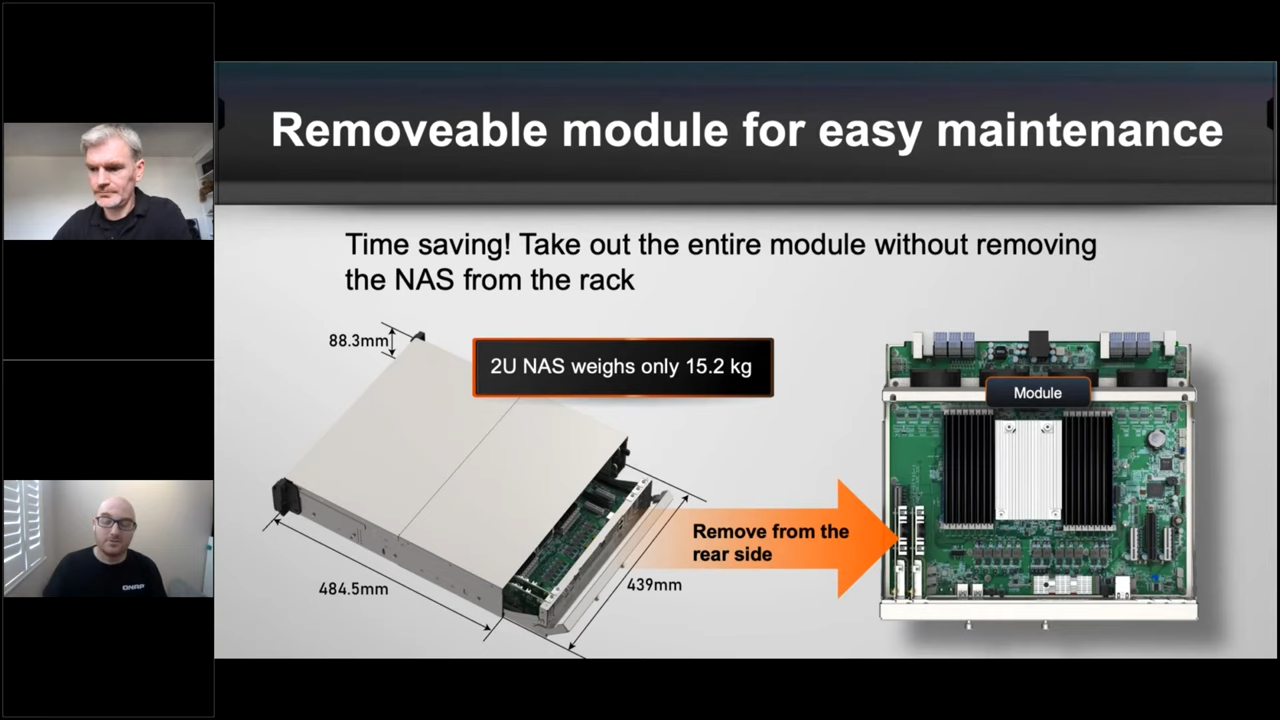 Removeable module for easy maintenance
Time saving! Take out the entire module without removing
the NAS from the rack
88.3mm
2U NAS weighs only 15.2 kg
Module
Remove from the
rear side
484.5mm
439mm
QNAP